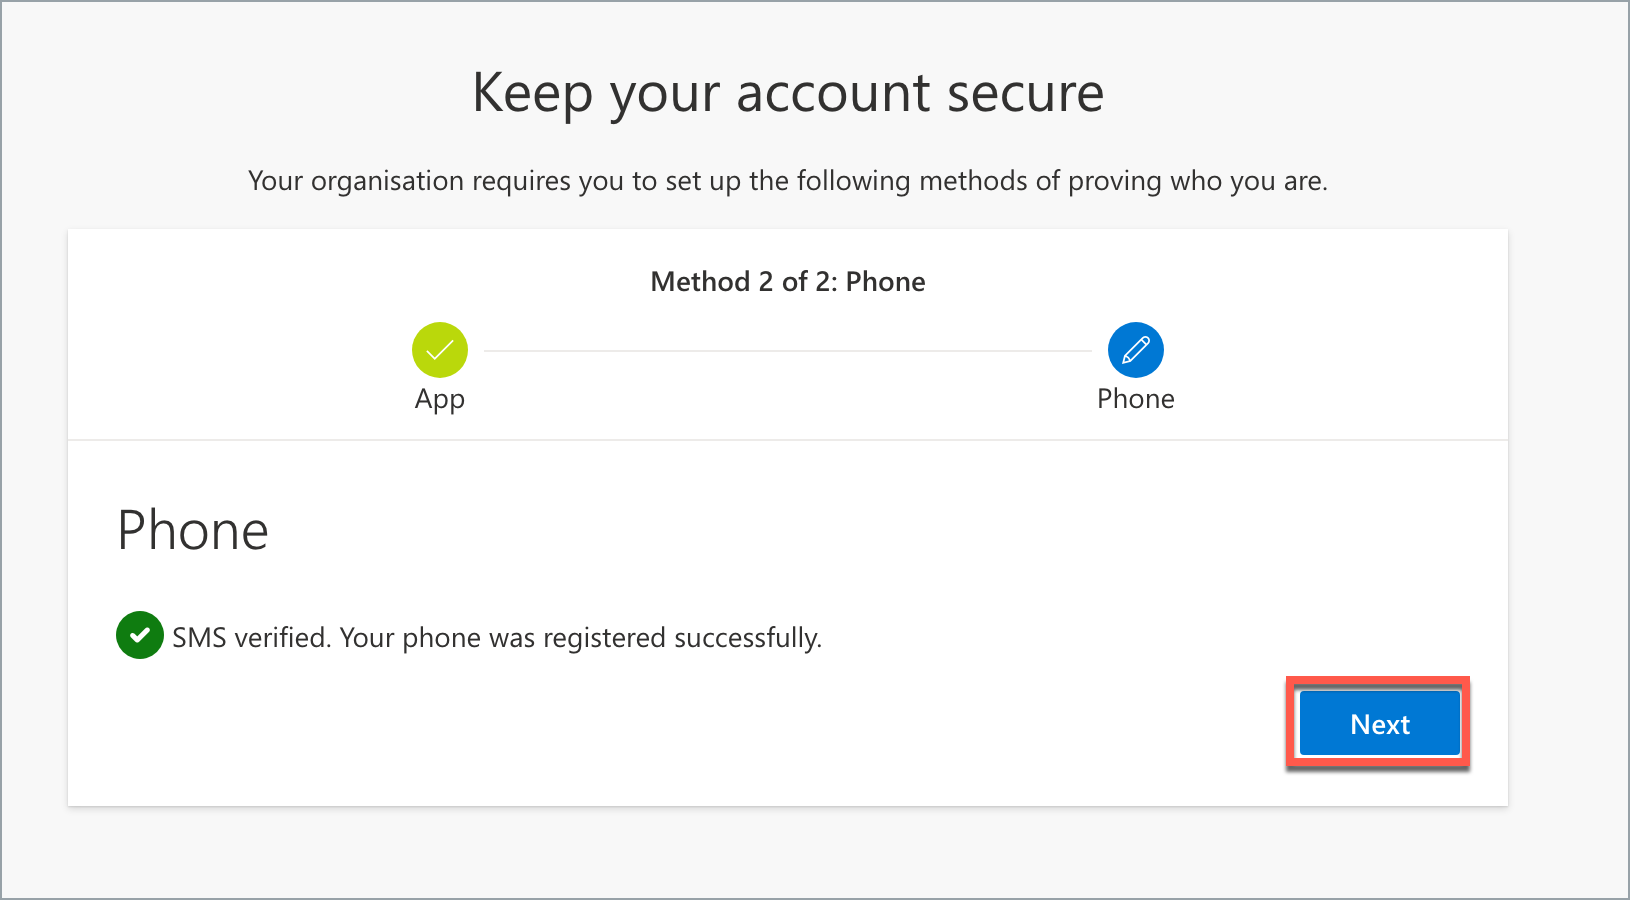 Keep your account secure
Your organisation requires you to set up the following methods of proving who you are.
Method 2 of 2: Phone
App
Phone
Phone
SMS verified. Your phone was registered successfully.
Next